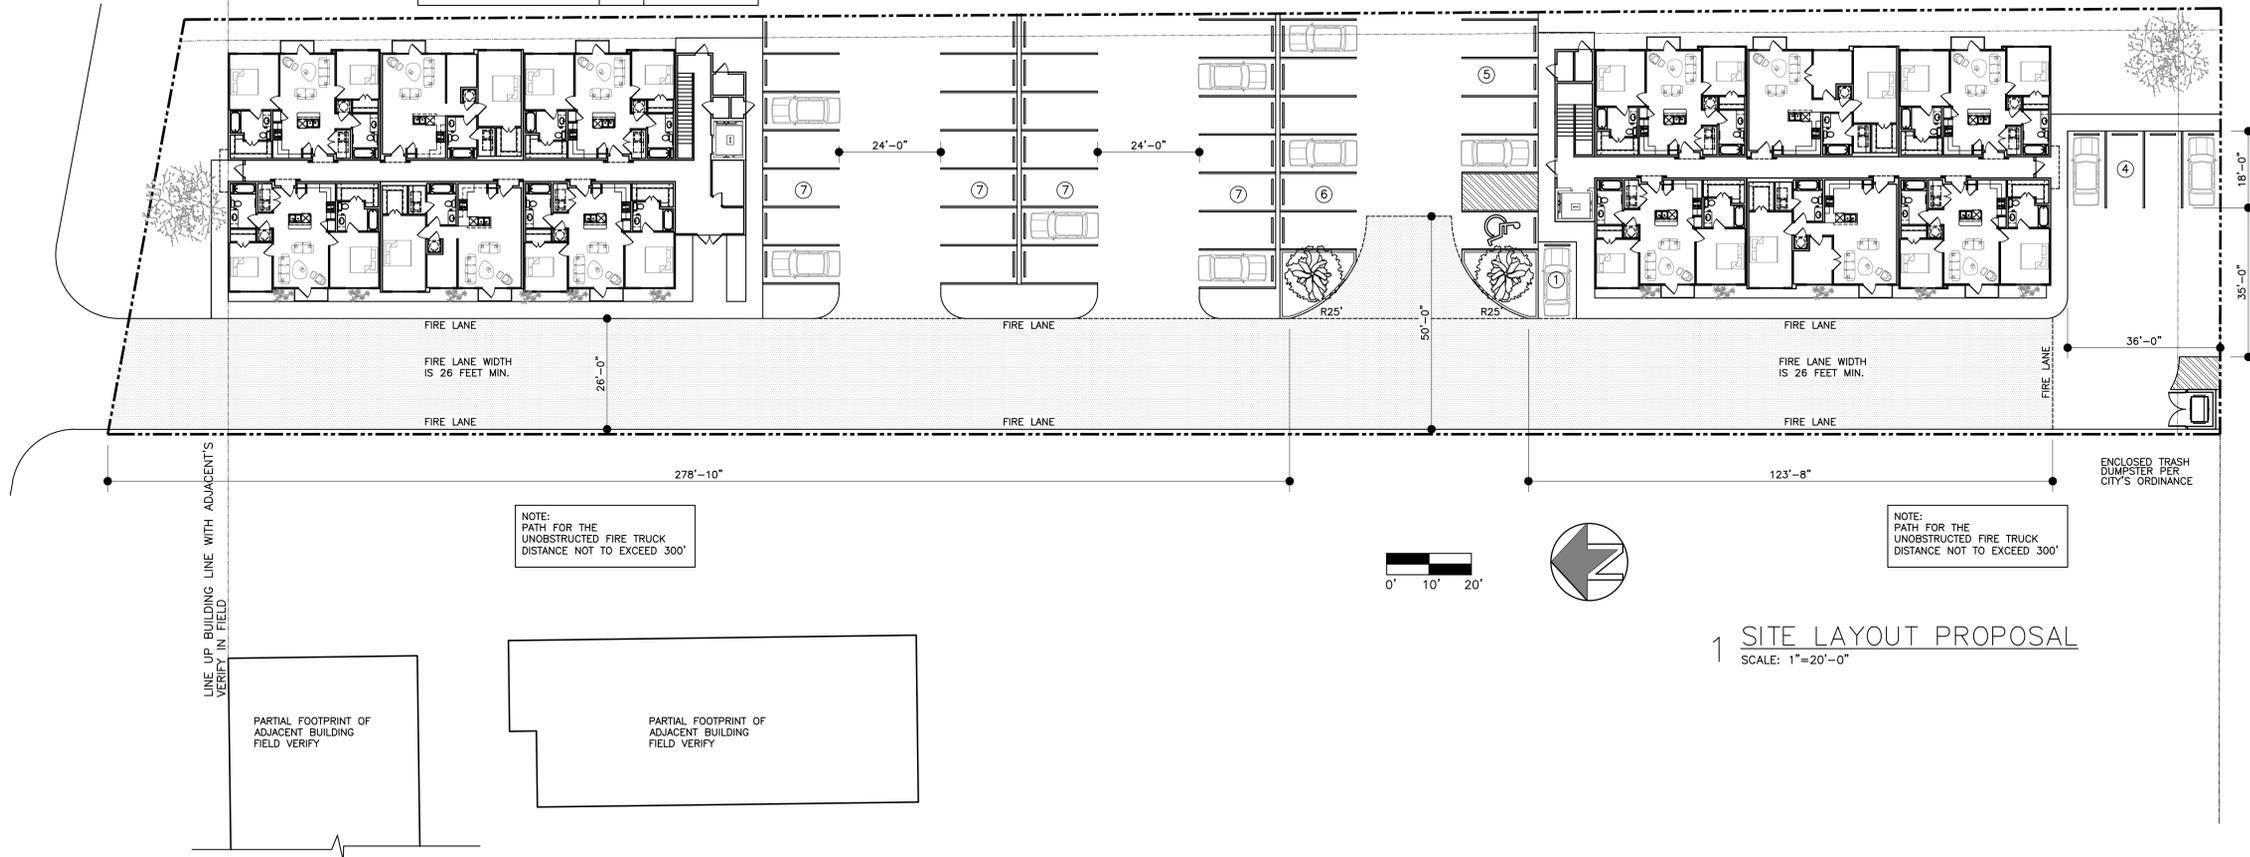 5
4
24'-0"
24'-0"
7
7
7
7
6
1
18'-0"
35'-0"
R25'
R25'
50'-0"
FIRE LANE
FIRE LANE
FIRE LANE
FIRE LANE WIDTH
IS 26 FEET MIN.
26'-0"
FIRE LANE WIDTH
IS 26 FEET MIN.
FIRE LANE
36'-0"
FIRE LANE
FIRE LANE
FIRE LANE
278'-10"
123'-8"
ENCLOSED TRASH
DUMPSTER PER
CITY'S ORDINANCE
LINE UP BUILDING LINE WITH ADJACENT'S
VERIFY IN FIELD
NOTE:
PATH FOR THE
UNOBSTRUCTED FIRE TRUCK
DISTANCE NOT TO EXCEED 300'
NOTE:
PATH FOR THE
UNOBSTRUCTED FIRE TRUCK
DISTANCE NOT TO EXCEED 300'
N
0' 10' 20'
1 SITE LAYOUT PROPOSAL
SCALE: 1"=20'-0"
PARTIAL FOOTPRINT OF
ADJACENT BUILDING
FIELD VERIFY
PARTIAL FOOTPRINT OF
ADJACENT BUILDING
FIELD VERIFY